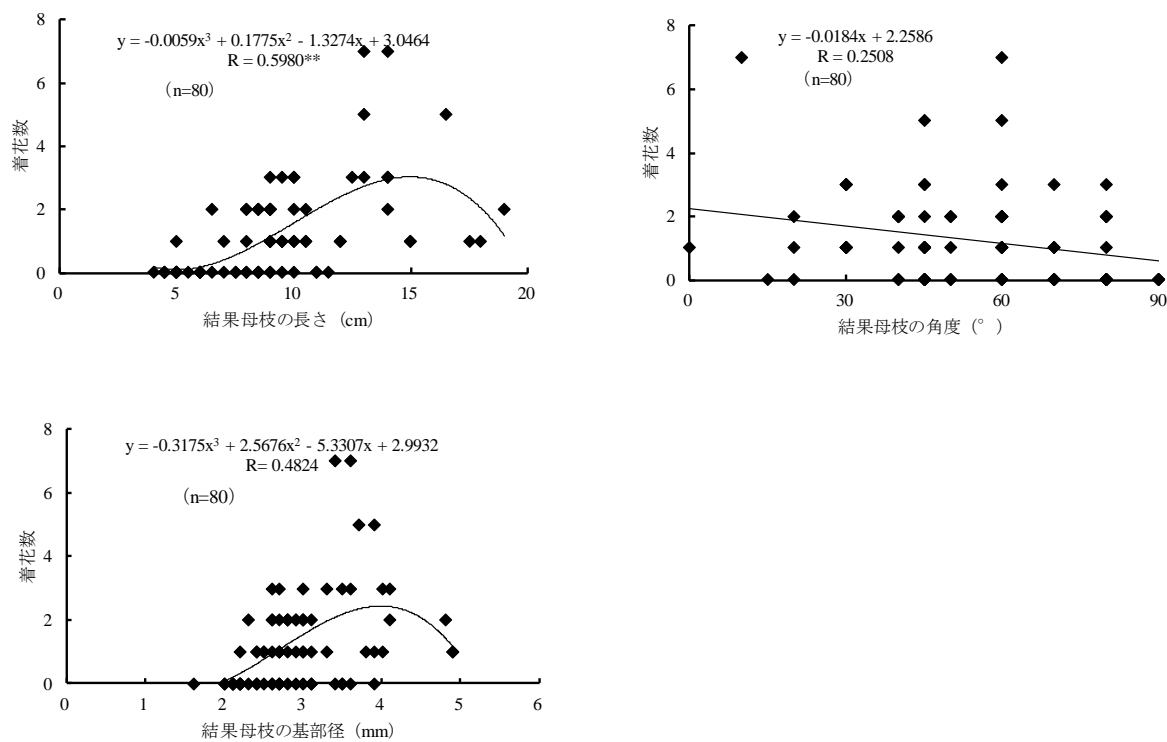 y = -0.0059x³ + 0.1775x² - 1.3274x + 3.0464
R = 0.5980**
(n=80)
着花数
8
6
4
2
0
0 5 10 15 20
結果母枝の長さ (cm)
y = -0.0184x + 2.2586
R = 0.2508
(n=80)
着花数
8
6
4
2
0
0 30 60 90
結果母枝の角度 (° )
y = -0.3175x³ + 2.5676x² - 5.3307x + 2.9932
R= 0.4824
(n=80)
着花数
8
6
4
2
0
0 1 2 3 4 5 6
結果母枝の基部径 (mm)